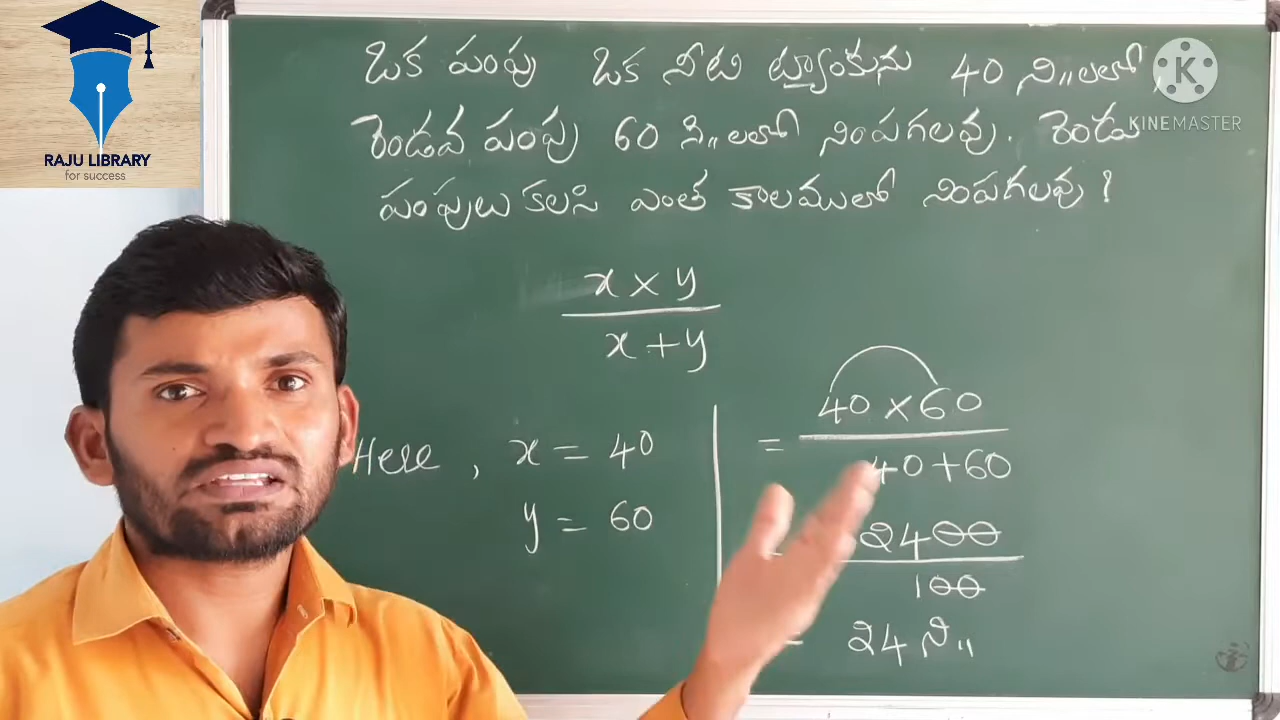 RAJU LIBRARY
for success
K
KINEMASTER
ఒక పంపు ఒక నీటి ట్యాంకును 40 ని॥లలో,
రెండవ పంపు 60 ని॥లలో నింపగలవు. రెండు
పంపులు కలసి ఎంత కాలములో నింపగలవు?
x × y
x + y
Here, x = 40
y = 60
= 40 × 60
40 + 60
= 2400
100
= 24 ని॥